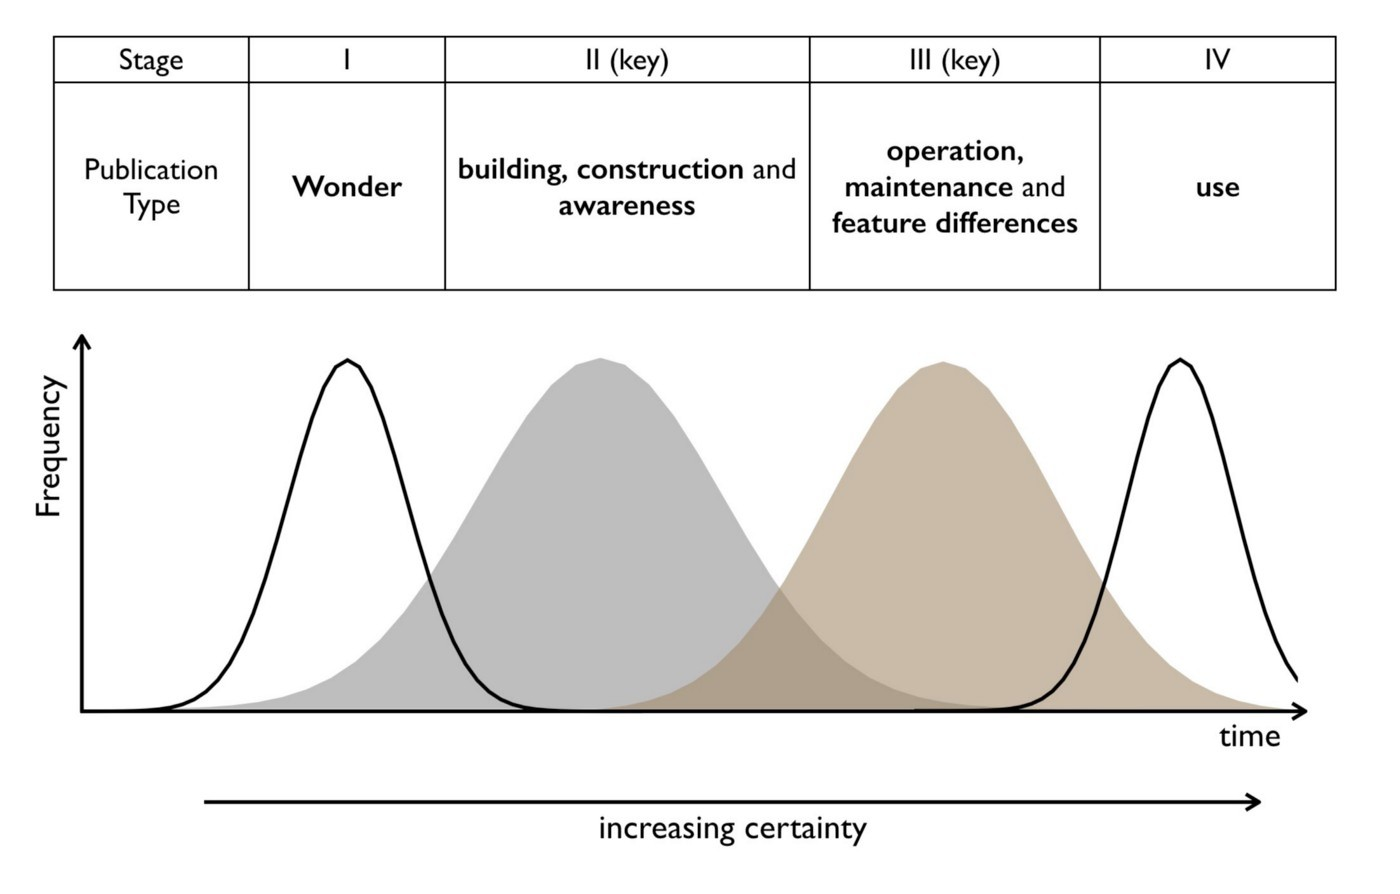 Stage
I
II (key)
III (key)
IV
Publication
Type
Wonder
building, construction and
awareness
operation,
maintenance and
feature differences
use
Frequency
time
increasing certainty